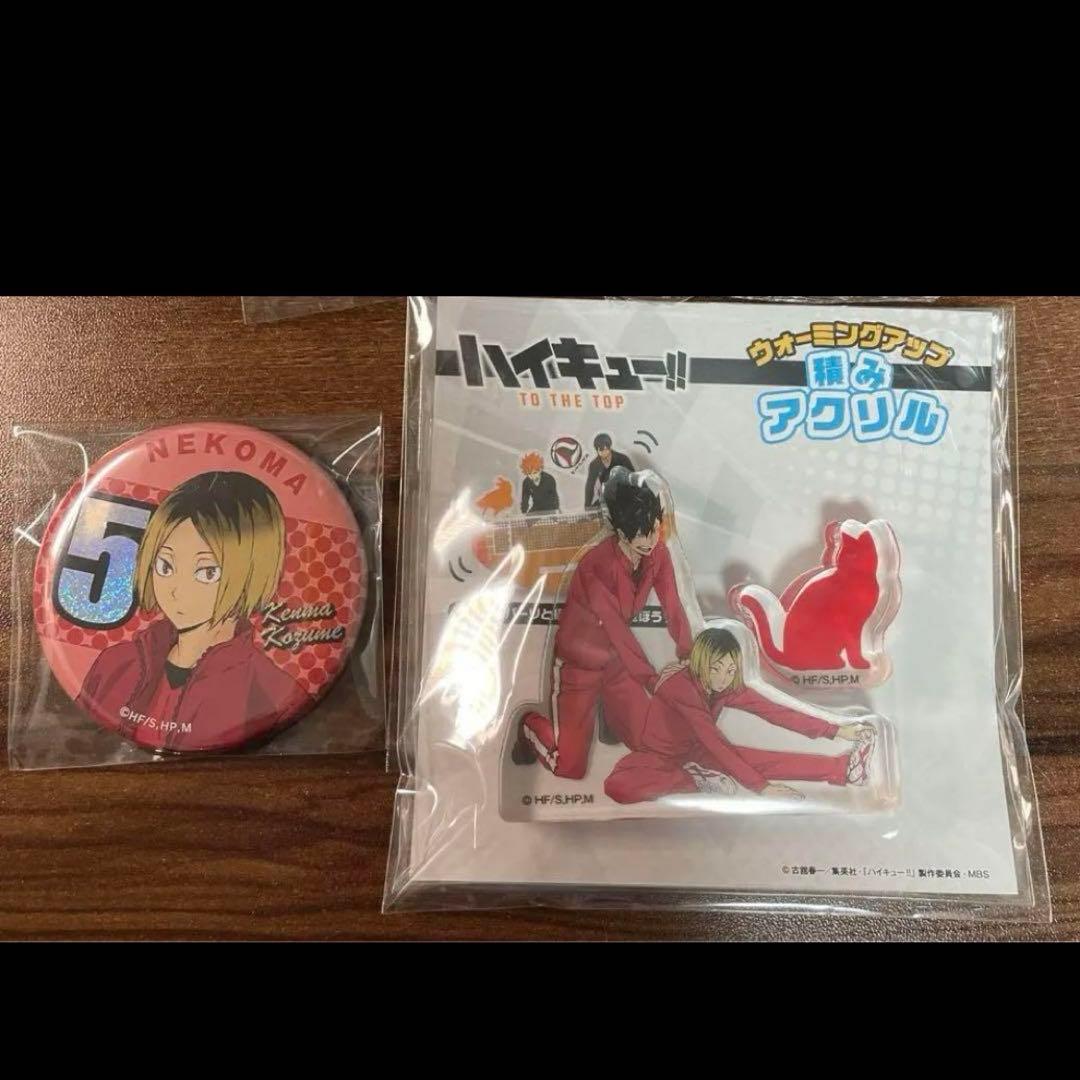 NEKOMA
5
Kenma
Kozume
©HF/S,HP,M
ハイキュー!!
TO THE TOP
ウォーミングアップ
積み
アクリル
© HF/S,HP,M
© HF/S,HP,M
©古舘春一／集英社・「ハイキュー!!」製作委員会・MBS